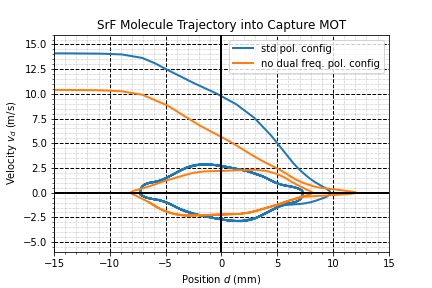 SrF Molecule Trajectory into Capture MOT
std pol. config
no dual freq. pol. config
15.0
12.5
10.0
7.5
5.0
2.5
0.0
−2.5
−5.0
Velocity v_d (m/s)
−15 −10 −5 0 5 10 15
Position d (mm)